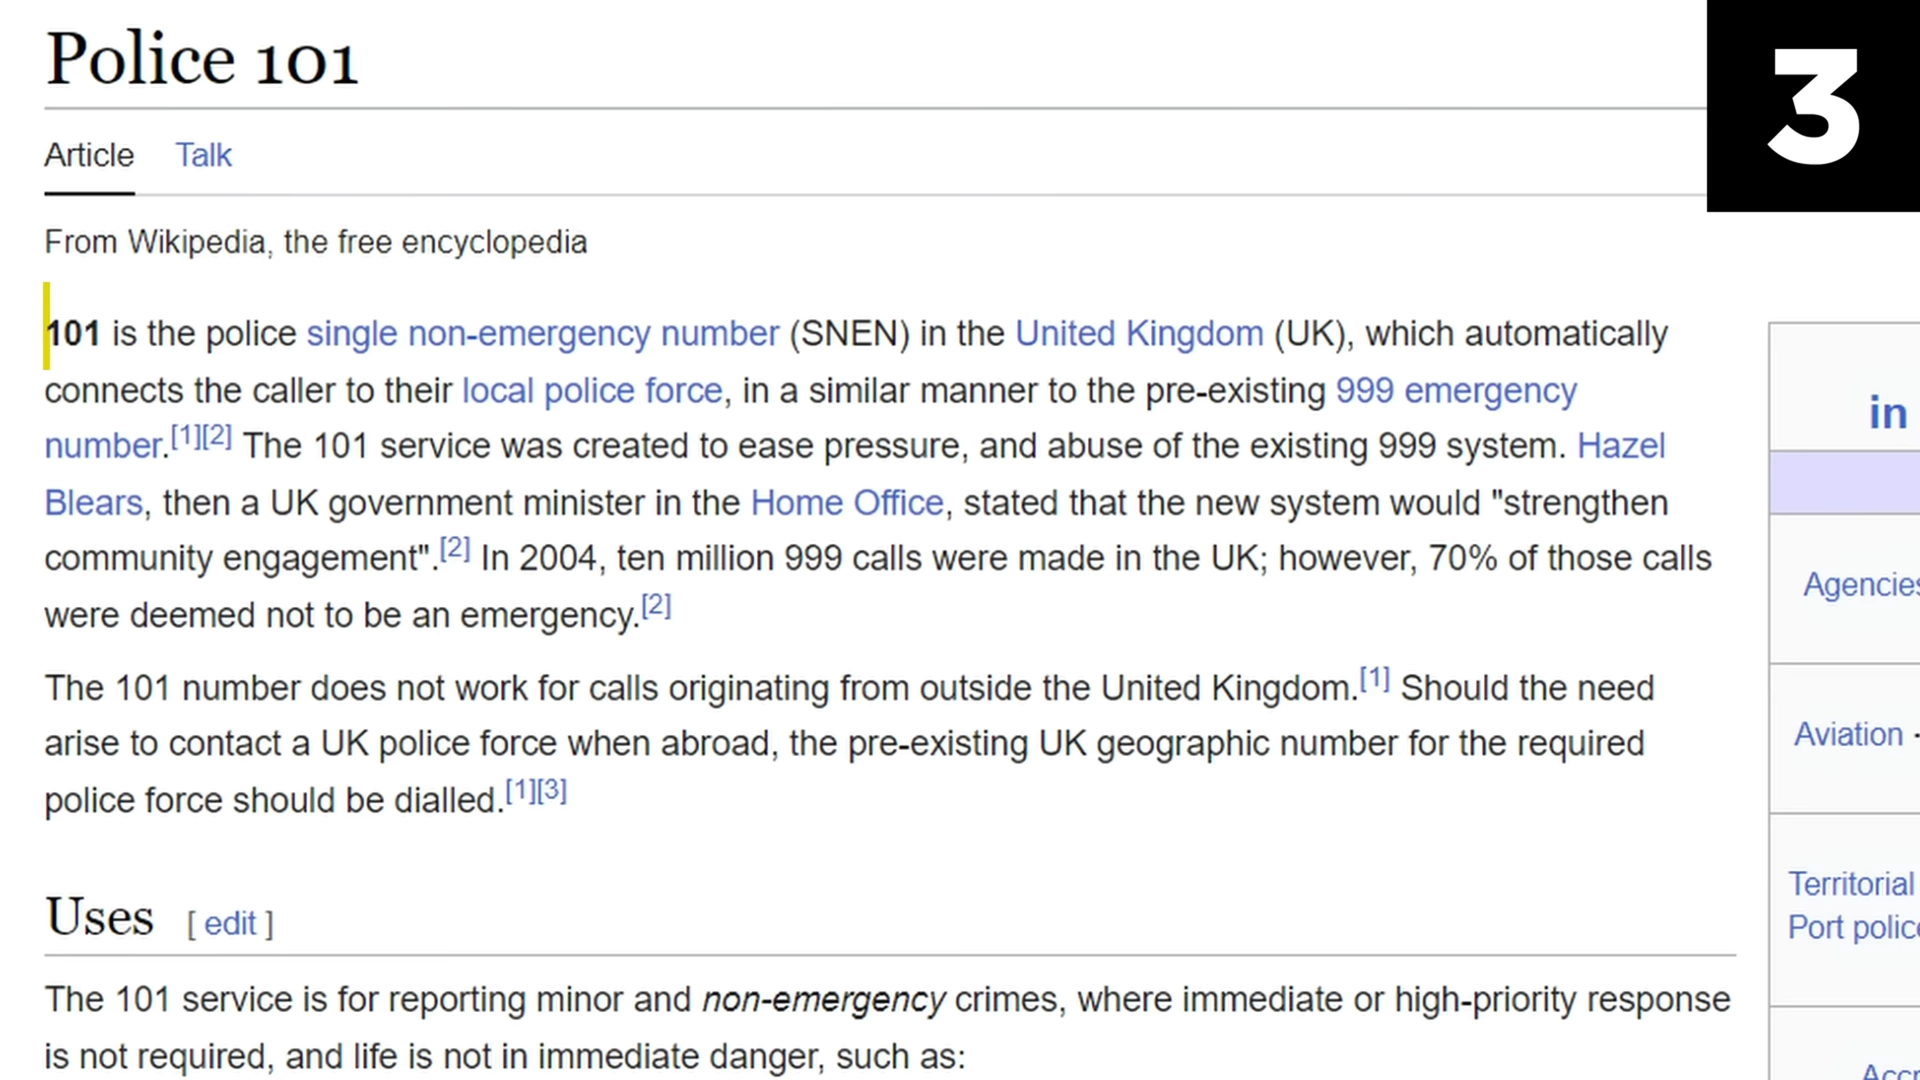 Police 101
3
Article Talk
From Wikipedia, the free encyclopedia
101 is the police single non-emergency number (SNEN) in the United Kingdom (UK), which automatically
connects the caller to their local police force, in a similar manner to the pre-existing 999 emergency
number.[1][2] The 101 service was created to ease pressure, and abuse of the existing 999 system. Hazel
Blears, then a UK government minister in the Home Office, stated that the new system would "strengthen
community engagement".[2] In 2004, ten million 999 calls were made in the UK; however, 70% of those calls
were deemed not to be an emergency.[2]
The 101 number does not work for calls originating from outside the United Kingdom.[1] Should the need
arise to contact a UK police force when abroad, the pre-existing UK geographic number for the required
police force should be dialled.[1][3]
Uses [ edit ]
The 101 service is for reporting minor and non-emergency crimes, where immediate or high-priority response
is not required, and life is not in immediate danger, such as:
in
Agencies
Aviation
Territorial
Port police